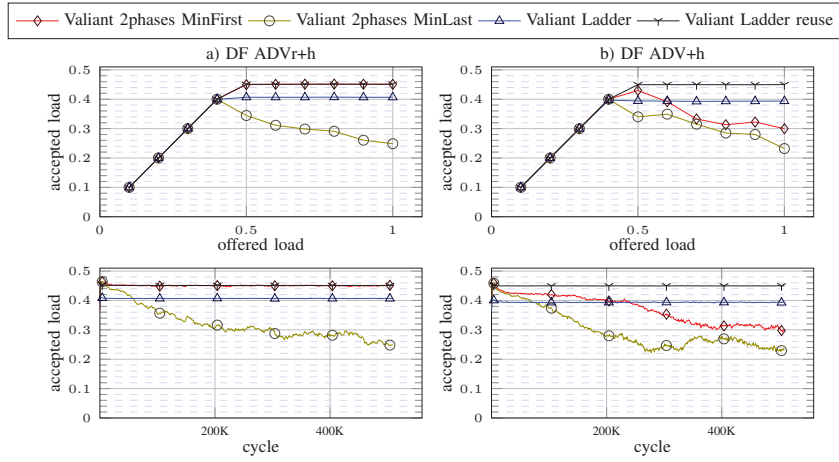 Valiant 2phases MinFirst Valiant 2phases MinLast Valiant Ladder Valiant Ladder reuse
a) DF ADVr+h
b) DF ADV+h
0.5
0.4
0.3
0.2
0.1
0
accepted load
0 0.5 1
offered load
0.5
0.4
0.3
0.2
0.1
0
accepted load
0 0.5 1
offered load
0.5
0.4
0.3
0.2
0.1
0
accepted load
200K 400K
cycle
0.5
0.4
0.3
0.2
0.1
0
accepted load
200K 400K
cycle